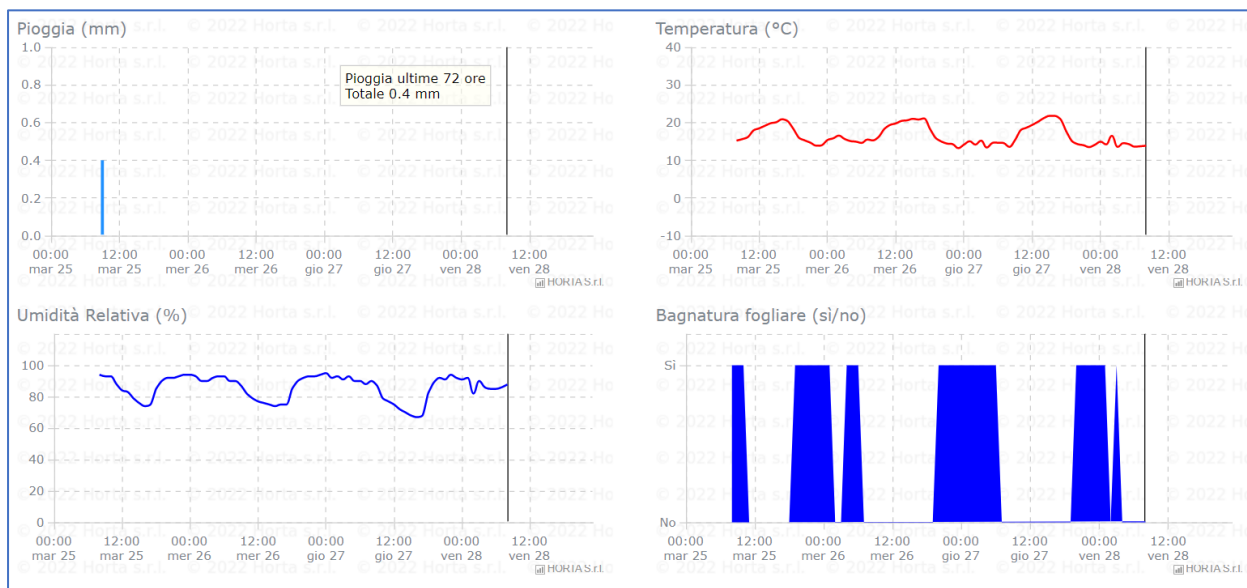 Pioggia (mm)
1.0
0.8
0.6
0.4
0.2
0.0
Pioggia ultime 72 ore
Totale 0.4 mm
00:00 12:00 00:00 12:00 00:00 12:00 00:00 12:00
mar 25 mar 25 mer 26 mer 26 gio 27 gio 27 ven 28 ven 28
HORTA S.r.l.
Temperatura (°C)
40
30
20
10
0
-10
00:00 12:00 00:00 12:00 00:00 12:00 00:00 12:00
mar 25 mar 25 mer 26 mer 26 gio 27 gio 27 ven 28 ven 28
HORTA S.r.l.
Umidità Relativa (%)
100
80
60
40
20
0
00:00 12:00 00:00 12:00 00:00 12:00 00:00 12:00
mar 25 mar 25 mer 26 mer 26 gio 27 gio 27 ven 28 ven 28
HORTA S.r.l.
Bagnatura fogliare (sì/no)
Sì
No
00:00 12:00 00:00 12:00 00:00 12:00 00:00 12:00
mar 25 mar 25 mer 26 mer 26 gio 27 gio 27 ven 28 ven 28
HORTA S.r.l.
© 2022 Horta s.r.l.